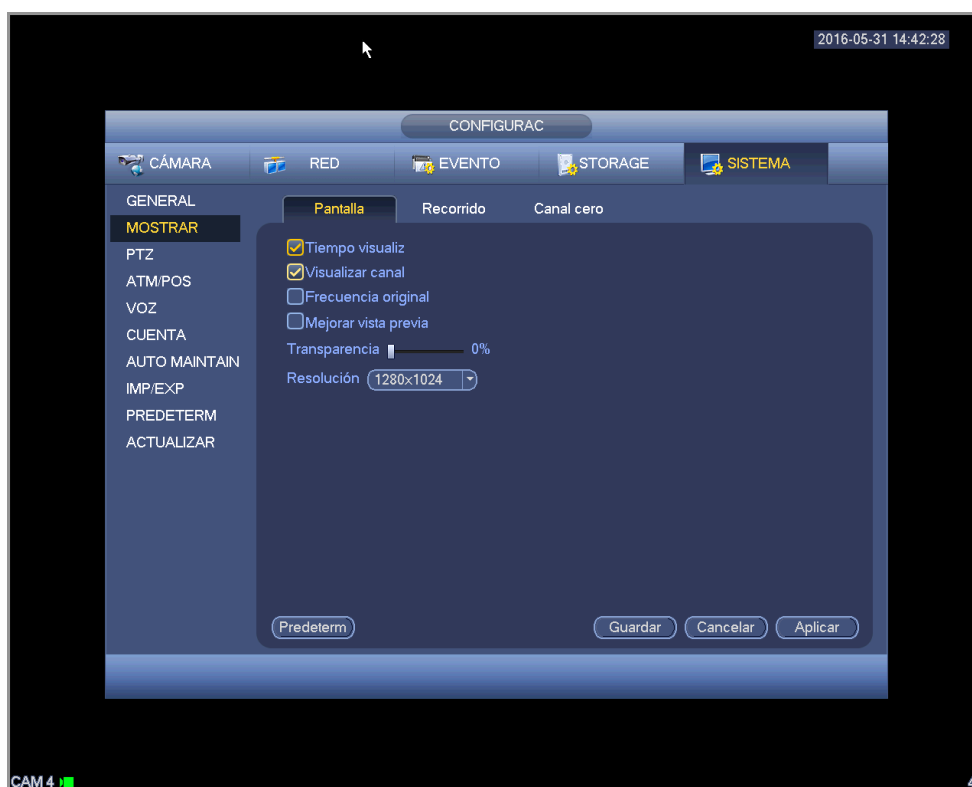 2016-05-31 14:42:28
CONFIGURAC
CÁMARA RED EVENTO STORAGE SISTEMA
GENERAL
MOSTRAR
PTZ
ATM/POS
VOZ
CUENTA
AUTO MAINTAIN
IMP/EXP
PREDETERM
ACTUALIZAR
Pantalla Recorrido Canal cero
Tiempo visualiz
Visualizar canal
Frecuencia original
Mejorar vista previa
Transparencia 0%
Resolución 1280x1024
Predeterm Guardar Cancelar Aplicar
CAM 4